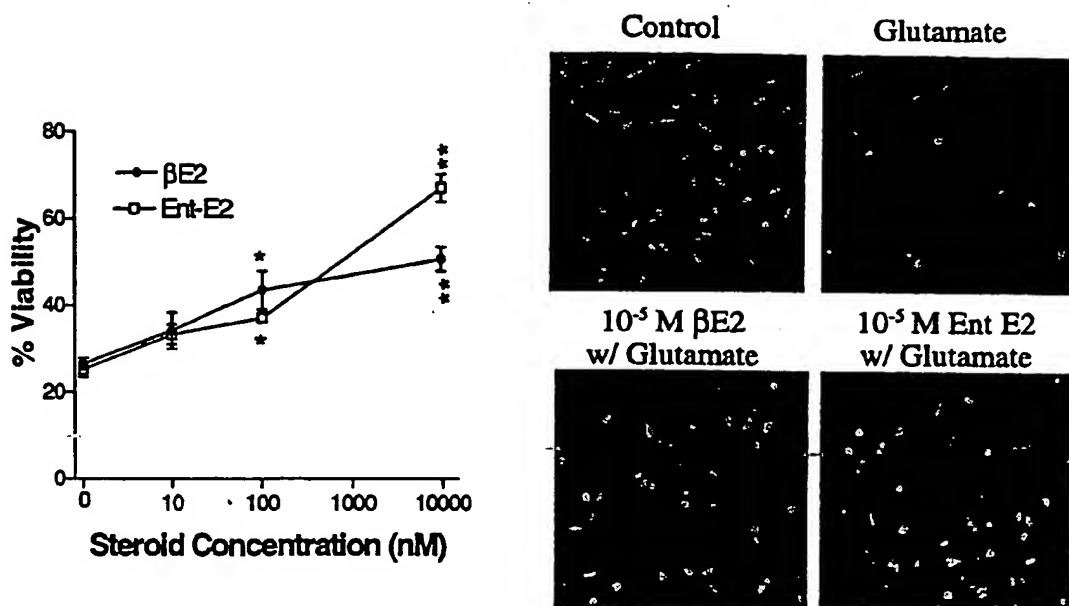 80
60
40
20
0
% Viability
βE2
Ent-E2
*
*
**
**
0 10 100 1000 10000
Steroid Concentration (nM)
Control Glutamate
10⁻⁵ M βE2
w/ Glutamate
10⁻⁵ M Ent E2
w/ Glutamate